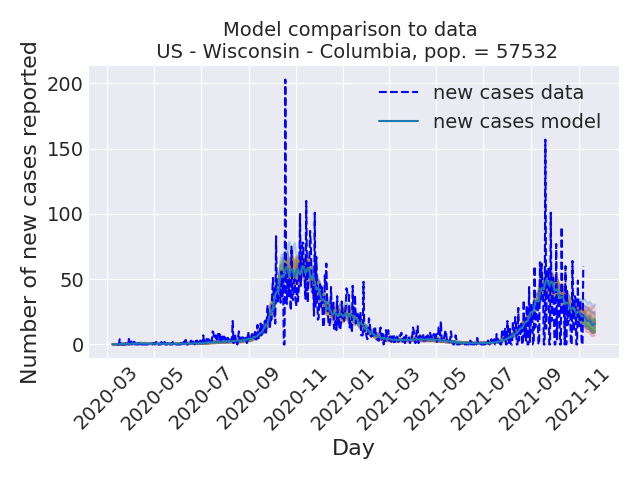 Model comparison to data
US - Wisconsin - Columbia, pop. = 57532
Number of new cases reported
200
150
100
50
0
new cases data
new cases model
2020-03
2020-05
2020-07
2020-09
2020-11
2021-01
2021-03
2021-05
2021-07
2021-09
2021-11
Day